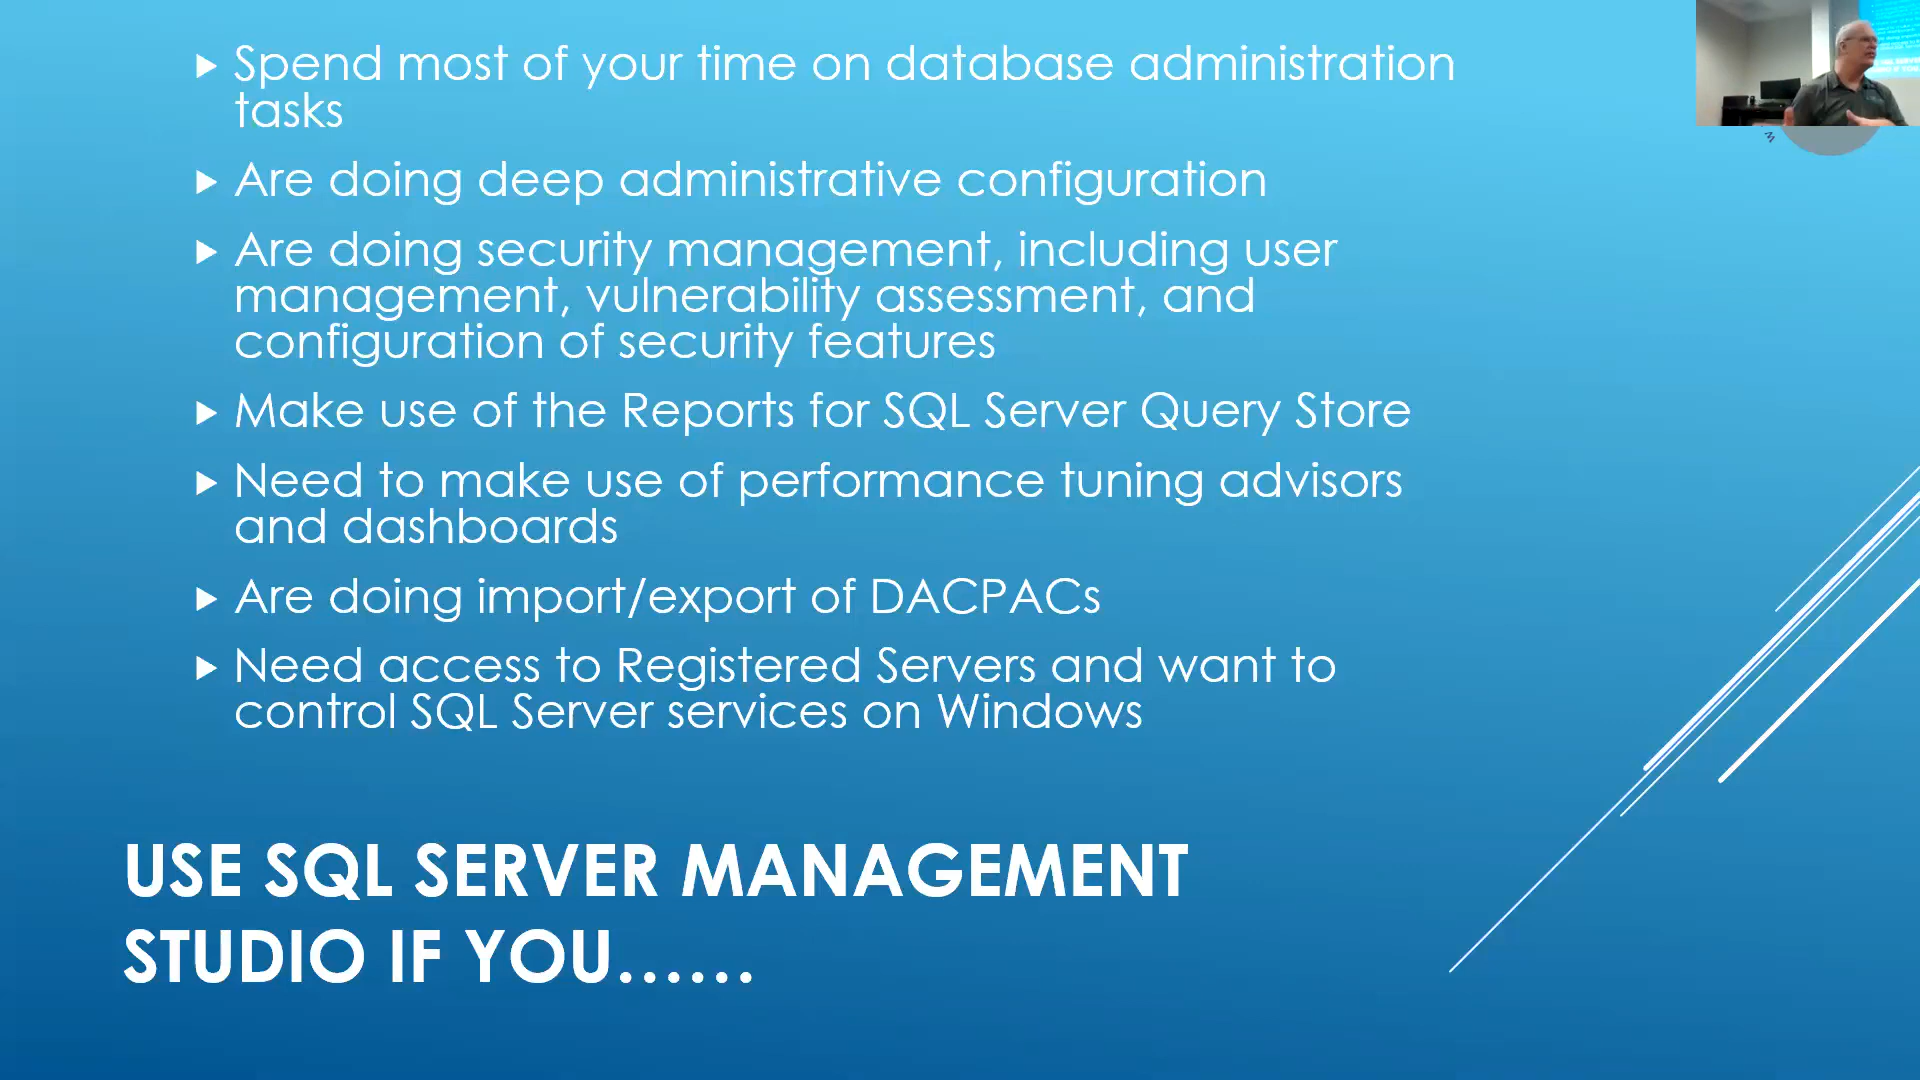 Spend most of your time on database administration
tasks
Are doing deep administrative configuration
Are doing security management, including user
management, vulnerability assessment, and
configuration of security features
Make use of the Reports for SQL Server Query Store
Need to make use of performance tuning advisors
and dashboards
Are doing import/export of DACPACs
Need access to Registered Servers and want to
control SQL Server services on Windows
USE SQL SERVER MANAGEMENT
STUDIO IF YOU......